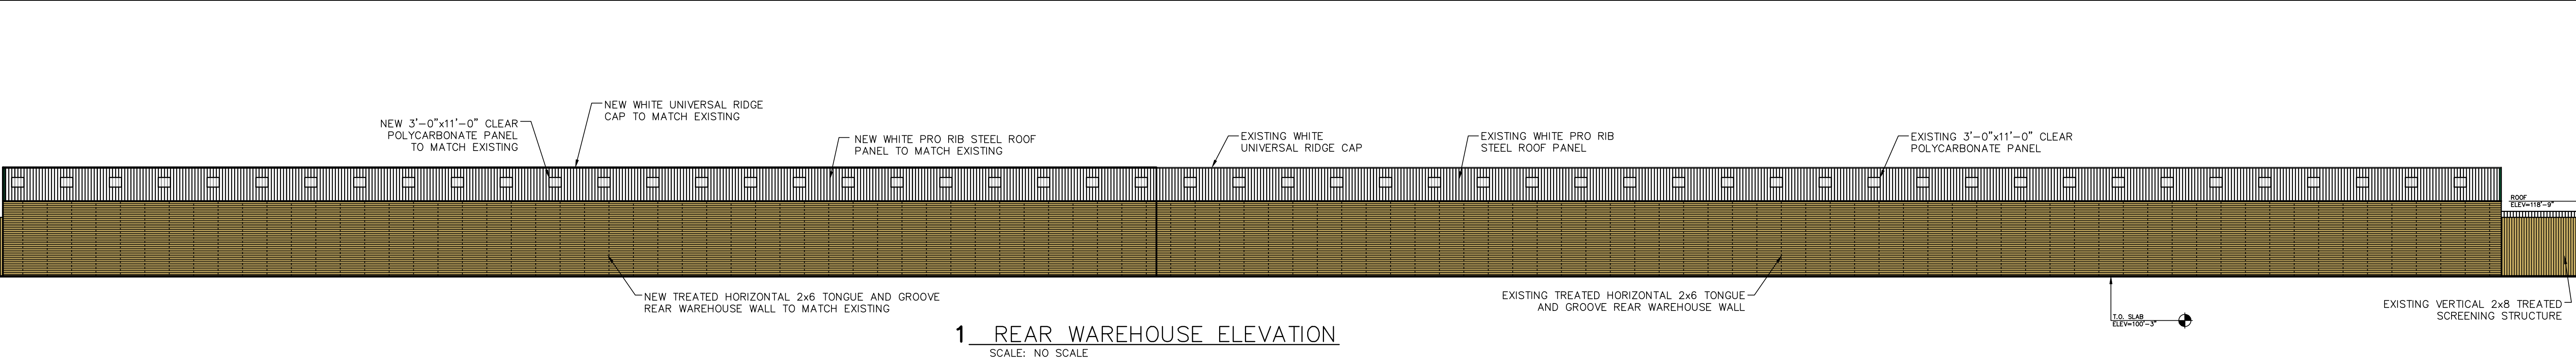 NEW WHITE UNIVERSAL RIDGE
CAP TO MATCH EXISTING
NEW 3'-0"x11'-0" CLEAR
POLYCARBONATE PANEL
TO MATCH EXISTING
NEW WHITE PRO RIB STEEL ROOF
PANEL TO MATCH EXISTING
EXISTING WHITE
UNIVERSAL RIDGE CAP
EXISTING WHITE PRO RIB
STEEL ROOF PANEL
EXISTING 3'-0"x11'-0" CLEAR
POLYCARBONATE PANEL
ROOF
ELEV=118'-9"
NEW TREATED HORIZONTAL 2x6 TONGUE AND GROOVE
REAR WAREHOUSE WALL TO MATCH EXISTING
EXISTING TREATED HORIZONTAL 2x6 TONGUE
AND GROOVE REAR WAREHOUSE WALL
T.O. SLAB
ELEV=100'-3"
EXISTING VERTICAL 2x8 TREATED
SCREENING STRUCTURE
1 REAR WAREHOUSE ELEVATION
SCALE: NO SCALE